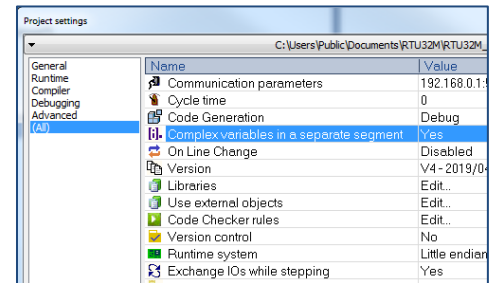 Project settings
C:\Users\Public\Documents\RTU32M\RTU32M_
General
Runtime
Compiler
Debugging
Advanced
(All)
Name Value
Communication parameters 192.168.0.1:
Cycle time 0
Code Generation Debug
Complex variables in a separate segment Yes
On Line Change Disabled
Version V4 - 2019/04
Libraries Edit...
Use external objects Edit...
Code Checker rules Edit...
Version control No
Runtime system Little endian
Exchange IOs while stepping Yes